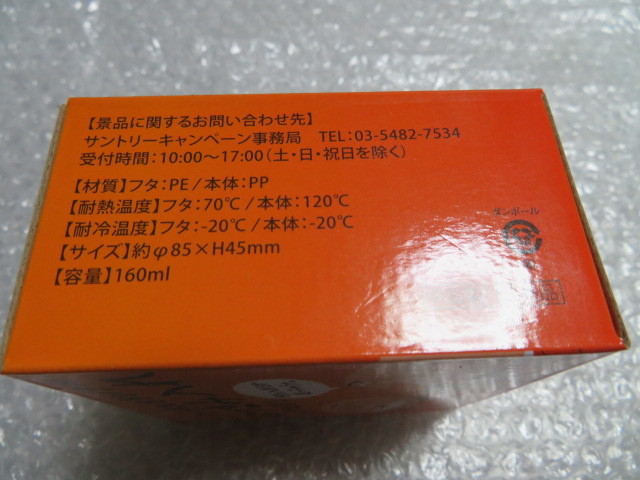 【景品に関するお問い合わせ先】
サントリーキャンペーン事務局 TEL:03-5482-7534
受付時間:10:00〜17:00(土・日・祝日を除く)
【材質】フタ:PE/本体:PP
【耐熱温度】フタ:70℃/本体:120℃
【耐冷温度】フタ:-20℃/本体:-20℃
【サイズ】約φ85×H45mm
【容量】160ml
ダンボール
品